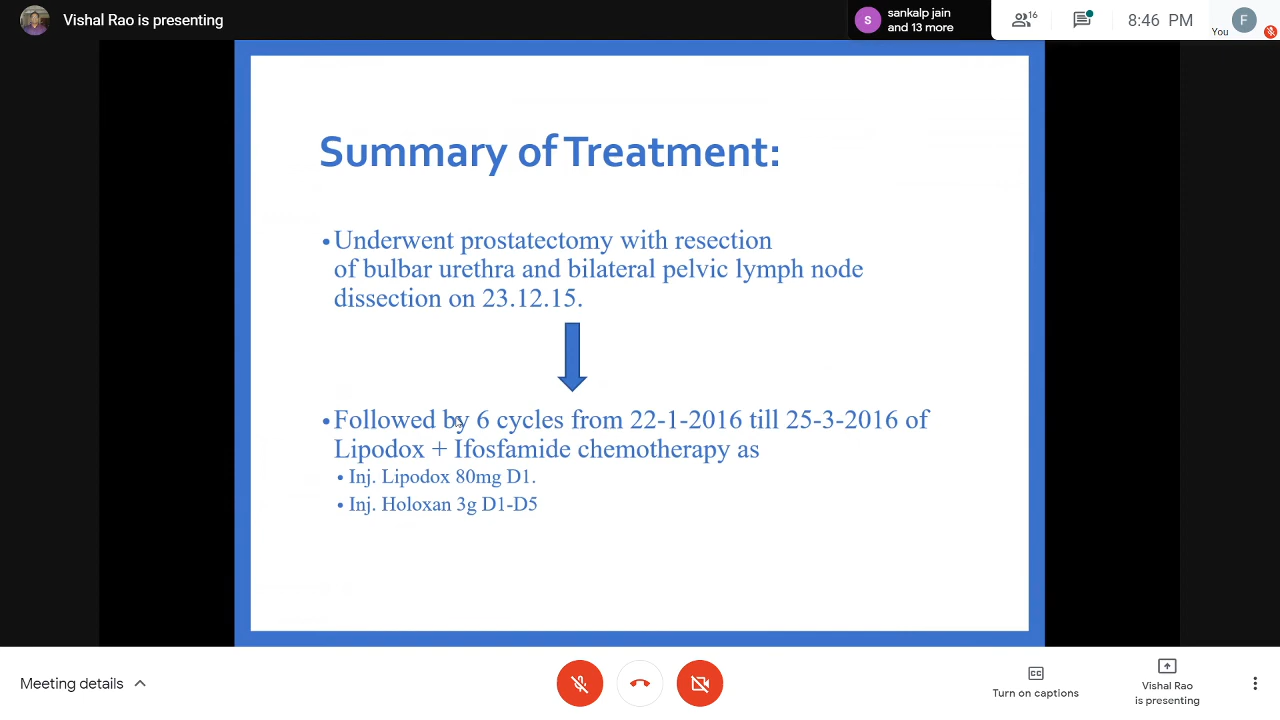 Vishal Rao is presenting
S
sankalp jain
and 13 more
16
8:46 PM
You
F
Summary of Treatment:
•Underwent prostatectomy with resection
of bulbar urethra and bilateral pelvic lymph node
dissection on 23.12.15.
•Followed by 6 cycles from 22-1-2016 till 25-3-2016 of
Lipodox + Ifosfamide chemotherapy as
• Inj. Lipodox 80mg D1.
• Inj. Holoxan 3g D1-D5
Meeting details
CC
Turn on captions
Vishal Rao
is presenting